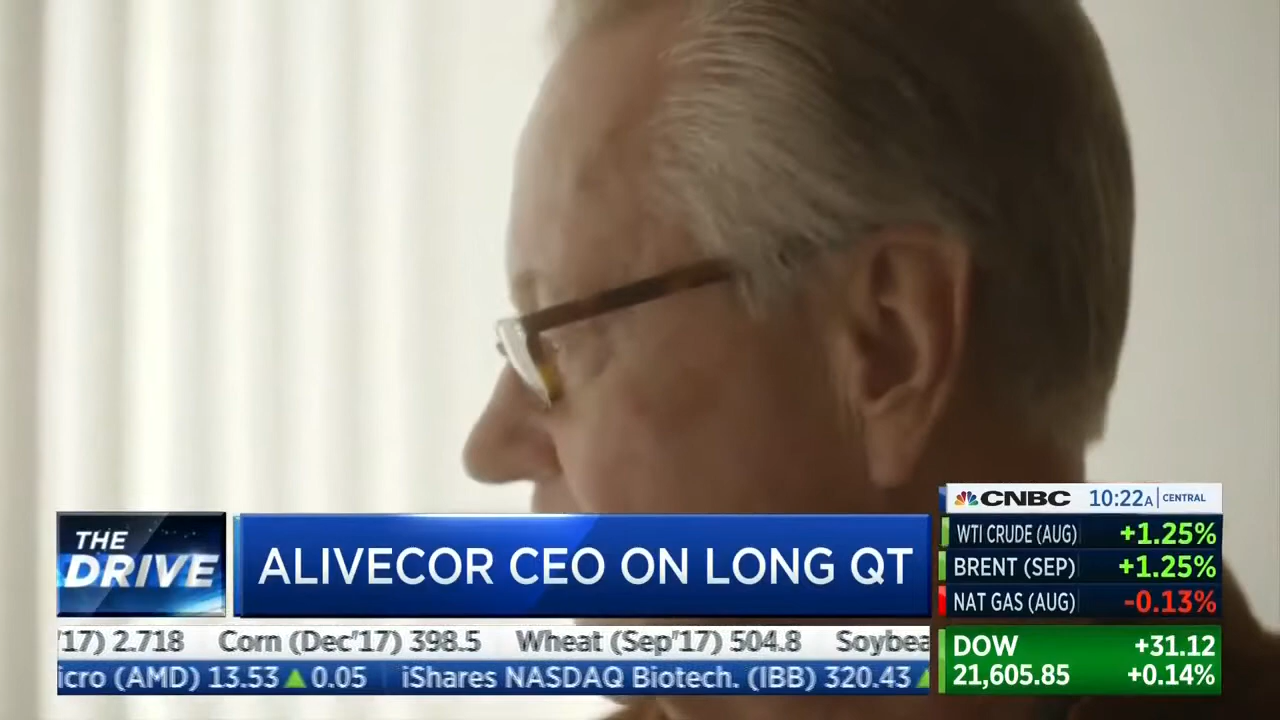 THE
DRIVE
ALIVECOR CEO ON LONG QT
CNBC 10:22A CENTRAL
WTI CRUDE (AUG) +1.25%
BRENT (SEP) +1.25%
NAT GAS (AUG) -0.13%
DOW +31.12
21,605.85 +0.14%
'17) 2.718 Corn (Dec'17) 398.5 Wheat (Sep'17) 504.8 Soybea
icro (AMD) 13.53 ▲ 0.05 iShares NASDAQ Biotech. (IBB) 320.43 ▲